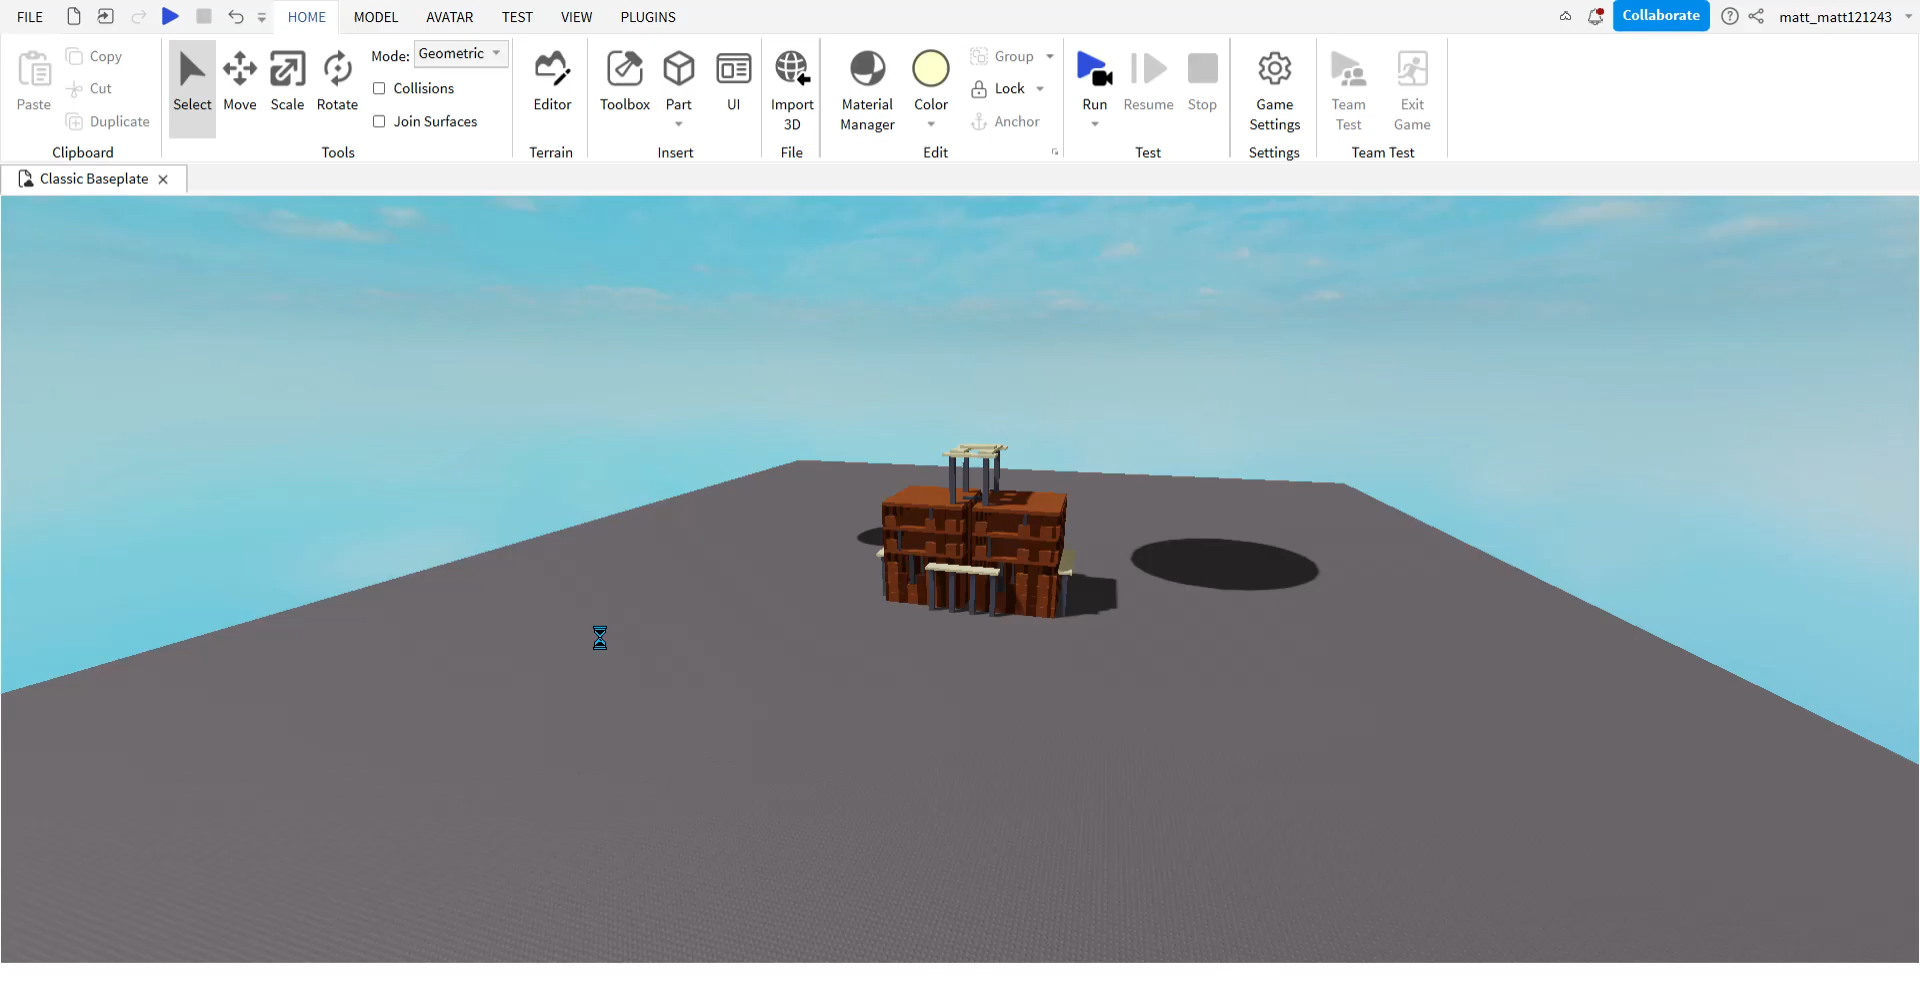 FILE HOME MODEL AVATAR TEST VIEW PLUGINS Collaborate matt_matt121243
Paste Copy Cut Duplicate
Clipboard
Select Move Scale Rotate
Mode: Geometric
Collisions
Join Surfaces
Tools
Editor
Terrain
Toolbox Part UI
Insert
Import
3D
File
Material
Manager
Color
Group
Lock
Anchor
Edit
Run Resume Stop
Test
Game
Settings
Settings
Team
Test
Exit
Game
Team Test
Classic Baseplate